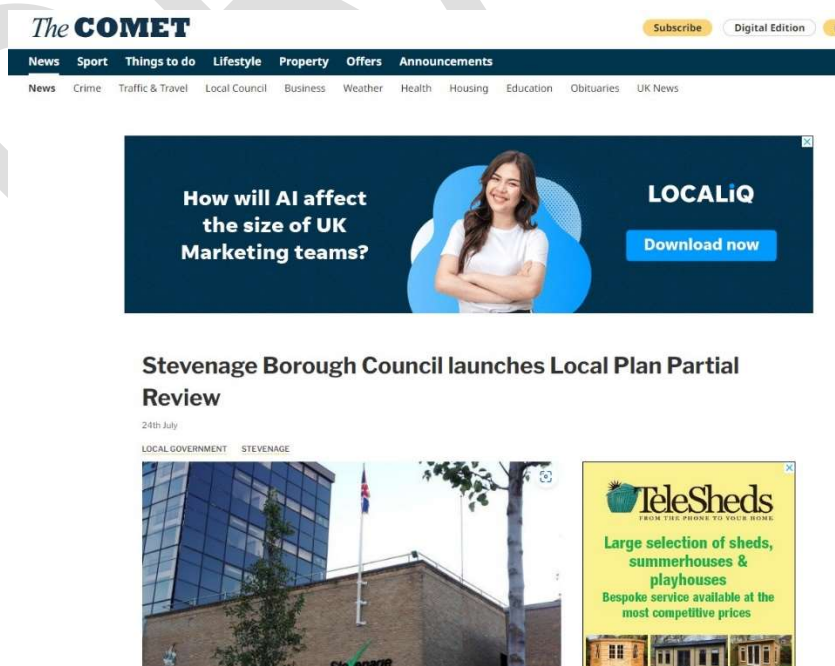 The COMET
Subscribe Digital Edition
News Sport Things to do Lifestyle Property Offers Announcements
News Crime Traffic & Travel Local Council Business Weather Health Housing Education Obituaries UK News
How will AI affect
the size of UK
Marketing teams?
LOCALiQ
Download now
Stevenage Borough Council launches Local Plan Partial
Review
24th July
LOCAL GOVERNMENT STEVENAGE
Stevenage
TeleSheds
FROM THE PHONE TO YOUR HOME
Large selection of sheds,
summerhouses &
playhouses
Bespoke service available at the
most competitive prices